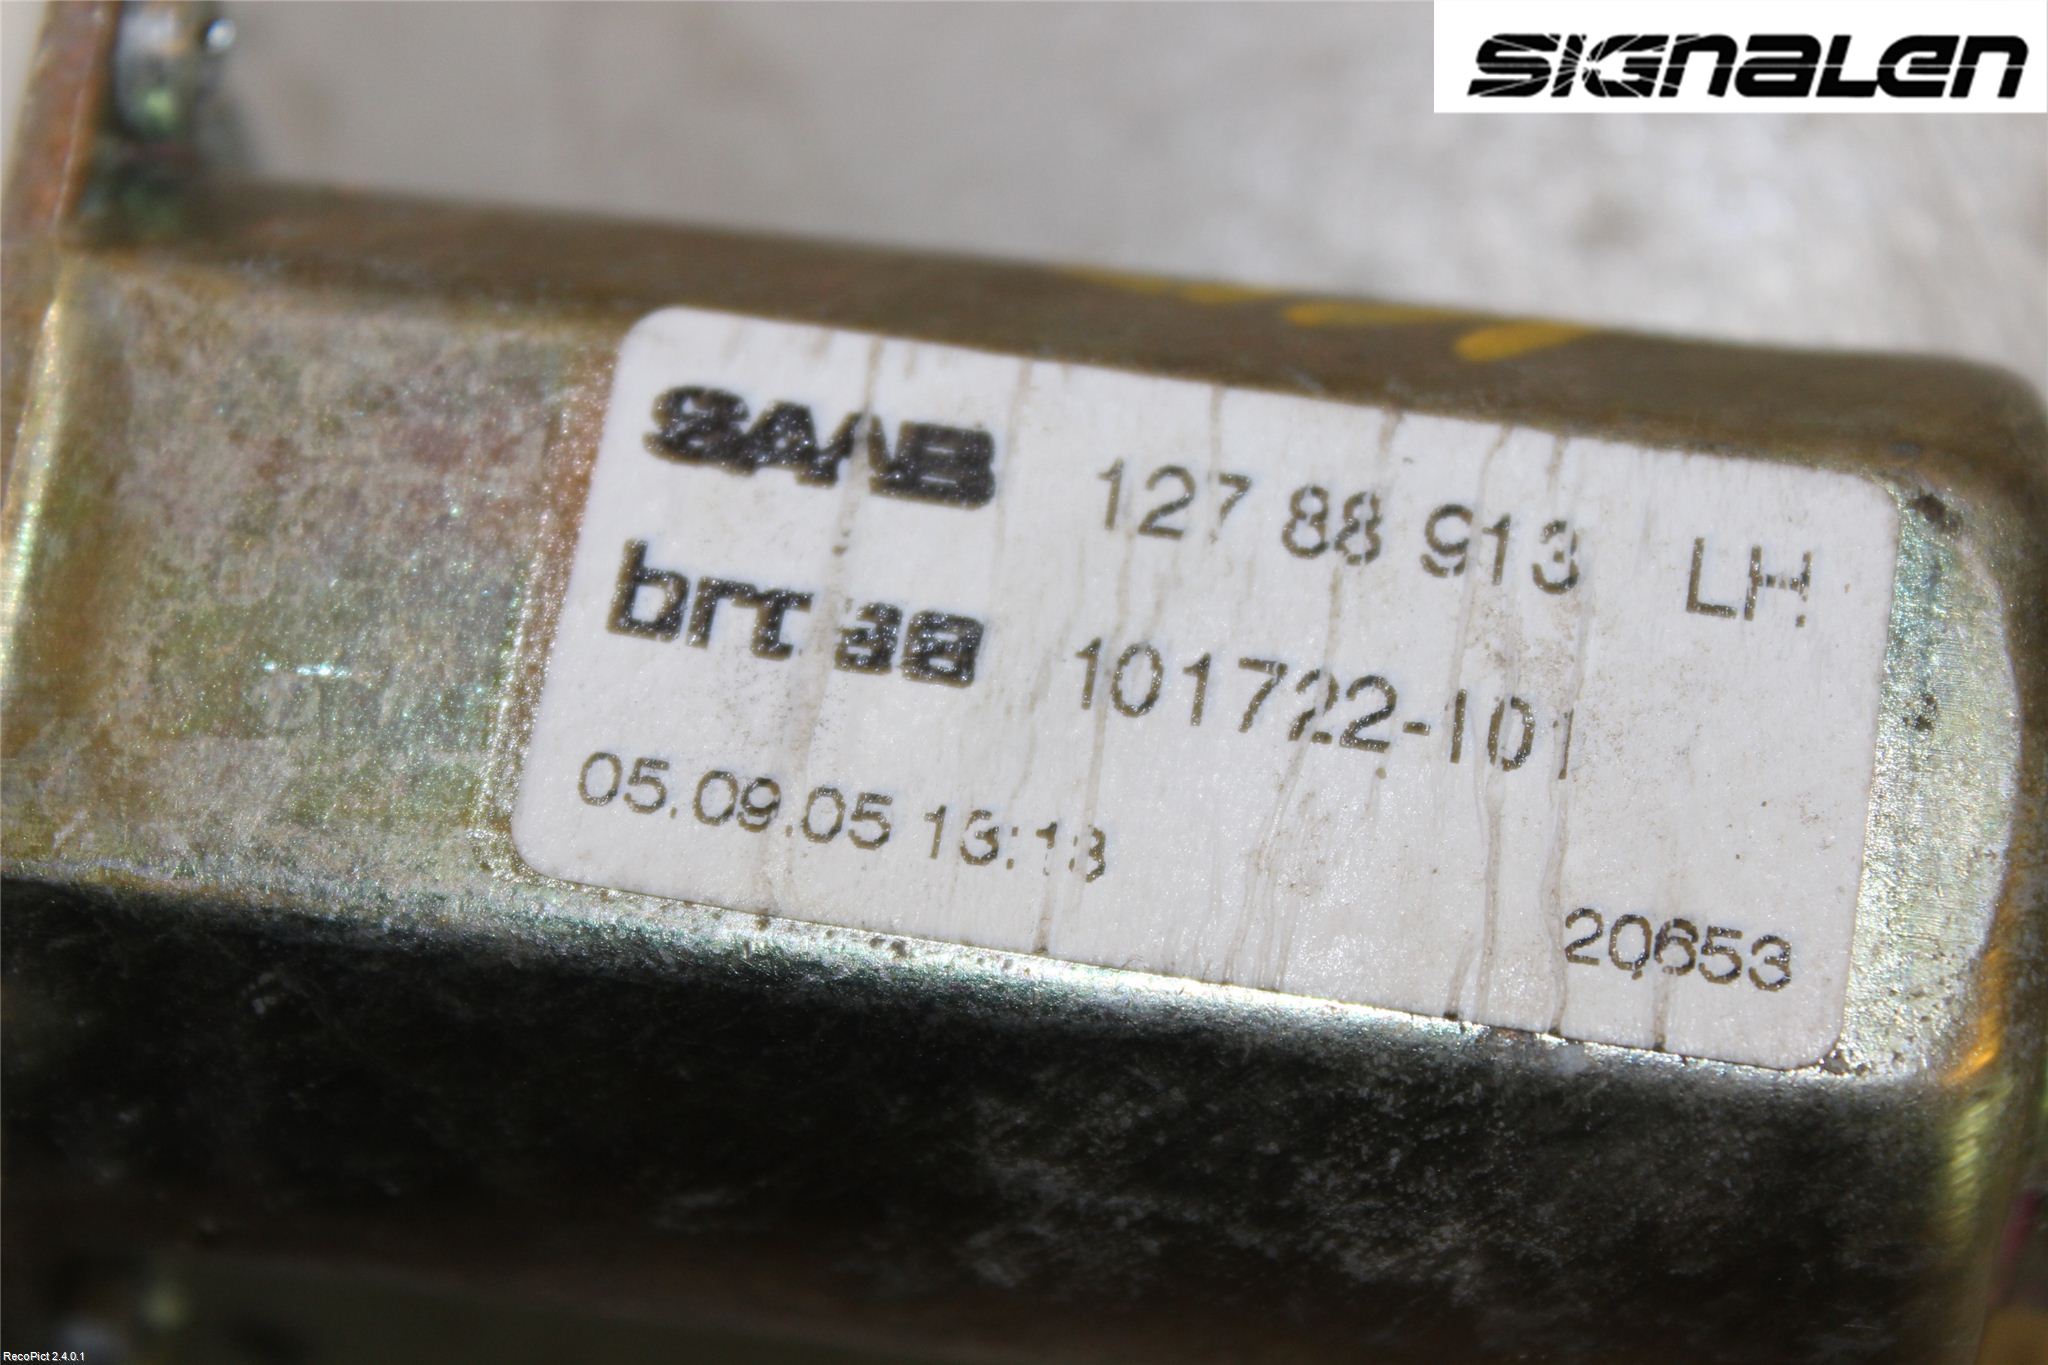 SIGNALEN
SAAB 127 88 913 LH
brose 101722-101
05.09.05 13:13
20653
RecoPict 2.4.0.1